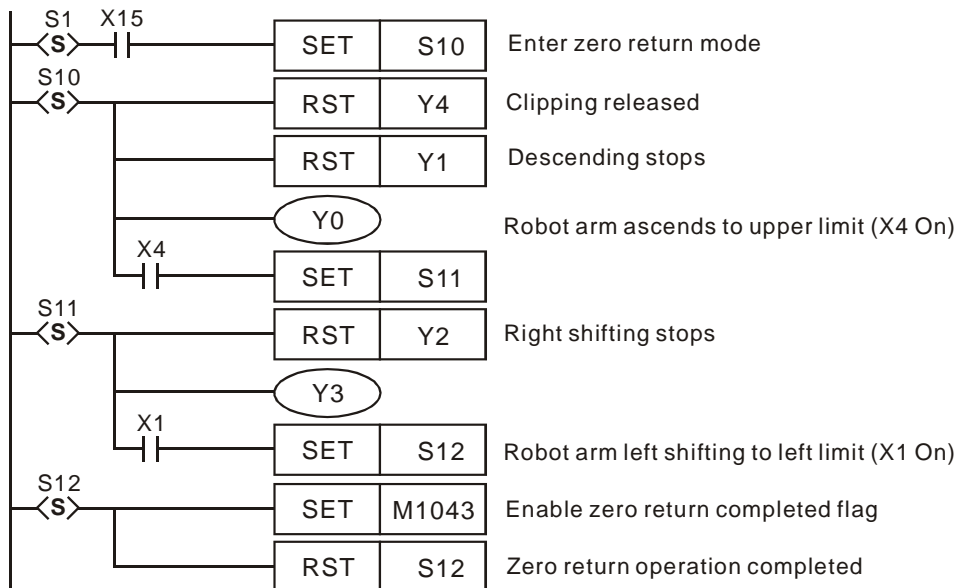 S1 X15
S SET S10 Enter zero return mode
S10
S RST Y4 Clipping released
RST Y1 Descending stops
Y0 Robot arm ascends to upper limit (X4 On)
X4
SET S11
S11
S RST Y2 Right shifting stops
Y3
X1
SET S12 Robot arm left shifting to left limit (X1 On)
S12
S SET M1043 Enable zero return completed flag
RST S12 Zero return operation completed